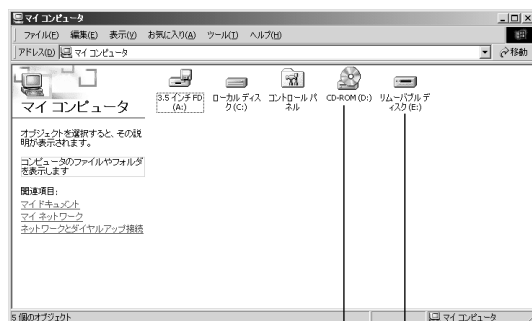 マイ コンピュータ
ファイル(F) 編集(E) 表示(V) お気に入り(A) ツール(T) ヘルプ(H)
アドレス(D) マイ コンピュータ 移動
マイ コンピュータ
オブジェクトを選択すると、その説
明が表示されます。
コンピュータのファイルやフォルダ
を表示します
関連項目:
マイ ドキュメント
マイ ネットワーク
ネットワークとダイヤルアップ接続
3.5 インチ FD
(A:)
ローカル ディス
ク (C:)
コントロール パ
ネル
CD-ROM (D:)
リムーバブル デ
ィスク (E:)
5 個のオブジェクト
マイ コンピュータ